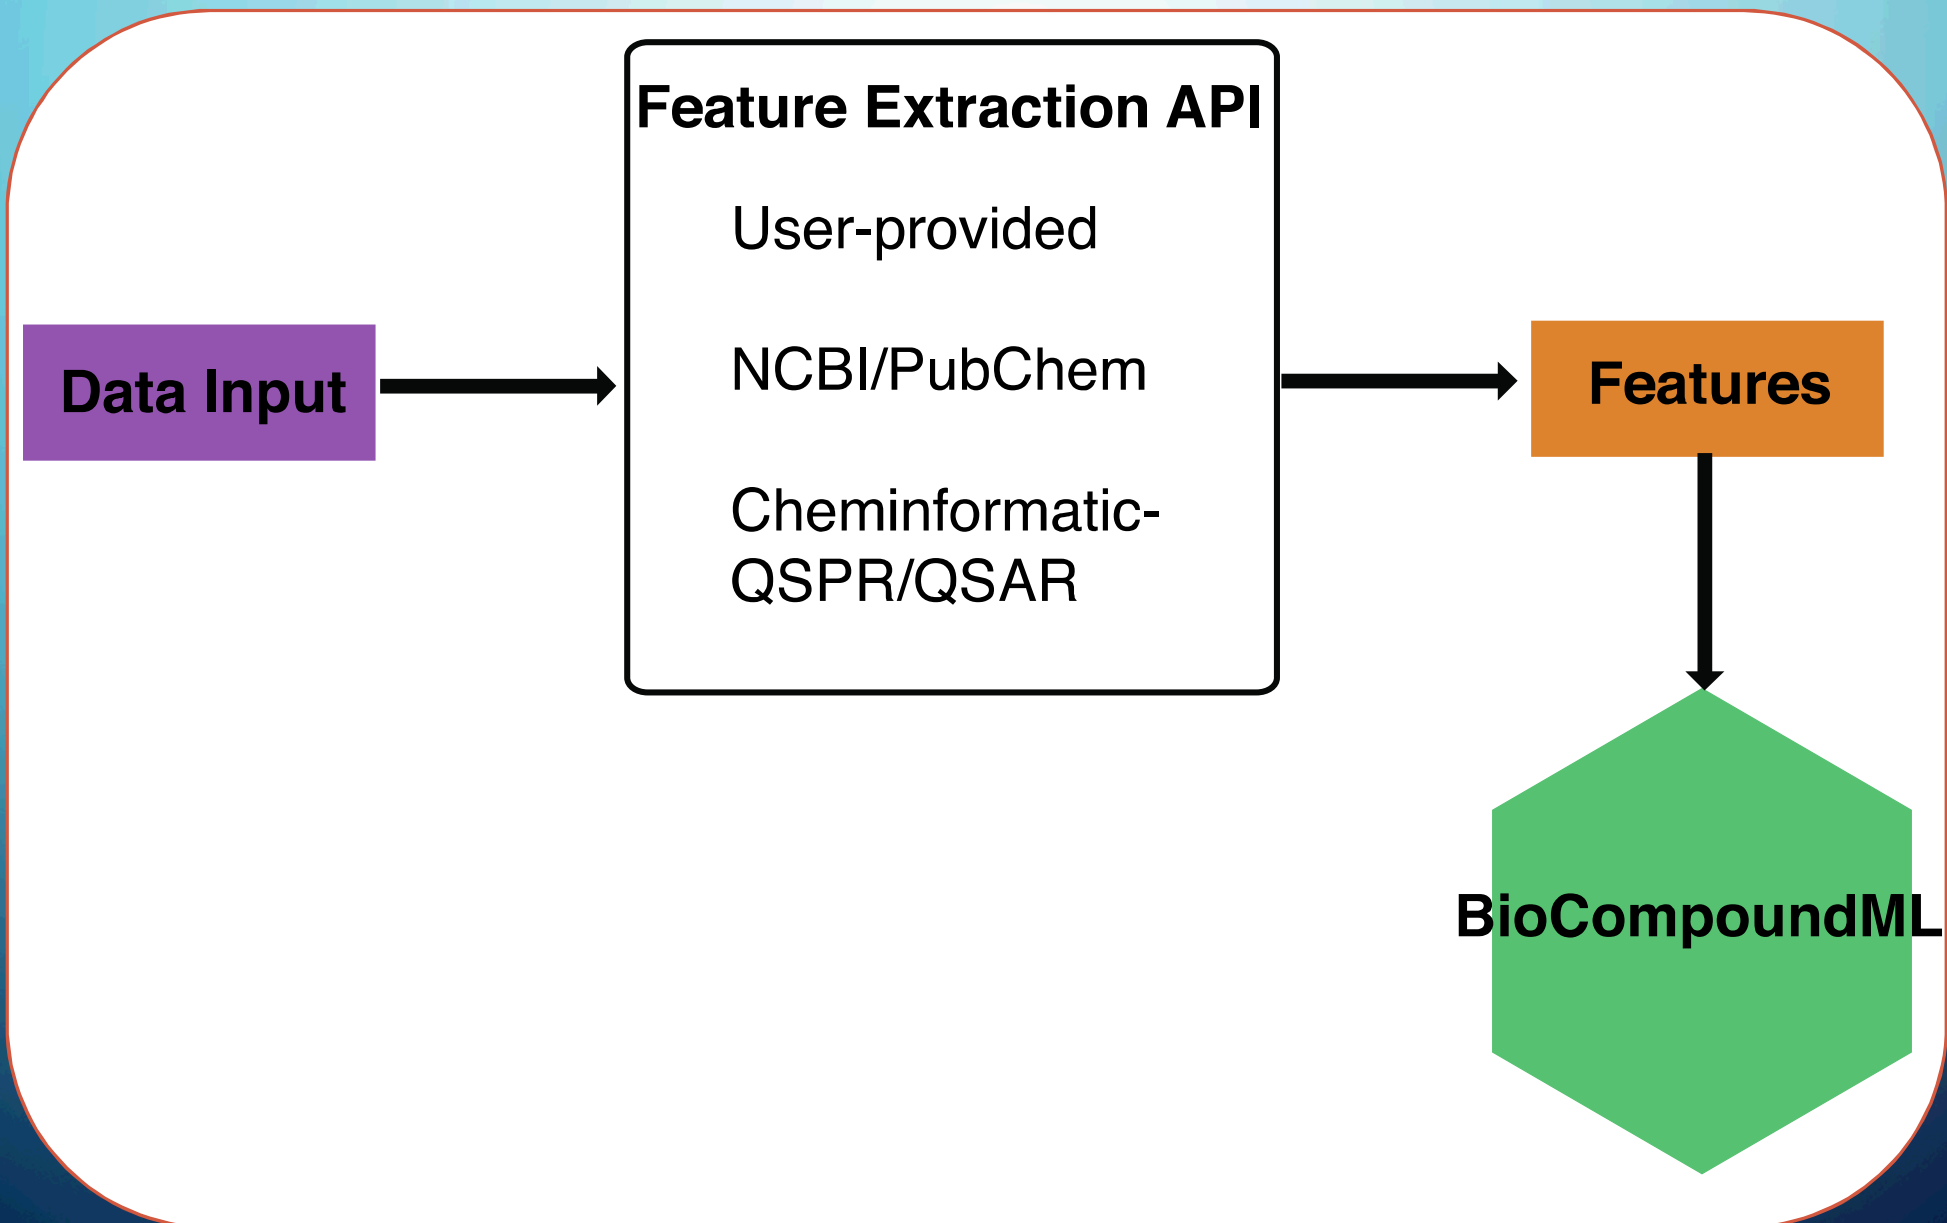 Feature Extraction API
User-provided
NCBI/PubChem
Cheminformatic-
QSPR/QSAR
Data Input
Features
BioCompoundML